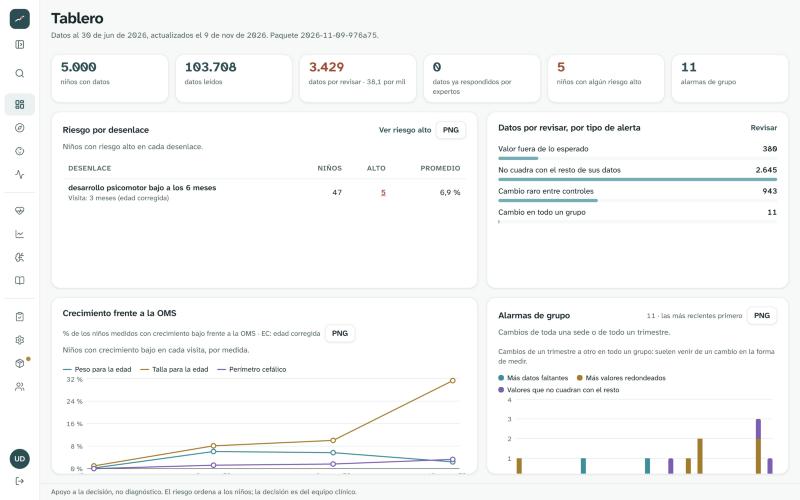 Tablero
Datos al 30 de jun de 2026, actualizados el 9 de nov de 2026. Paquete 2026-11-09-976a75.
5.000
niños con datos
103.708
datos leídos
3.429
datos por revisar · 38,1 por mil
0
datos ya respondidos por
expertos
5
niños con algún riesgo alto
11
alarmas de grupo
Riesgo por desenlace
Ver riesgo alto
PNG
Niños con riesgo alto en cada desenlace.
DESENLACE NIÑOS ALTO PROMEDIO
desarrollo psicomotor bajo a los 6 meses
Visita: 3 meses (edad corregida)
47 5 6,9 %
Datos por revisar, por tipo de alerta
Revisar
Valor fuera de lo esperado 380
No cuadra con el resto de sus datos 2.645
Cambio raro entre controles 943
Cambio en todo un grupo 11
Crecimiento frente a la OMS
% de los niños medidos con crecimiento bajo frente a la OMS · EC: edad corregida
PNG
Niños con crecimiento bajo en cada visita, por medida.
Peso para la edad Talla para la edad Perímetro cefálico
32 %
24 %
16 %
8 %
0 %
Alarmas de grupo
11 · las más recientes primero
PNG
Cambios de toda una sede o de todo un trimestre.
Cambios de un trimestre a otro en todo un grupo: suelen venir de un cambio en la forma
de medir.
Más datos faltantes Más valores redondeados
Valores que no cuadran con el resto
4
3
2
1
UD
Apoyo a la decisión, no diagnóstico. El riesgo ordena a los niños; la decisión es del equipo clínico.